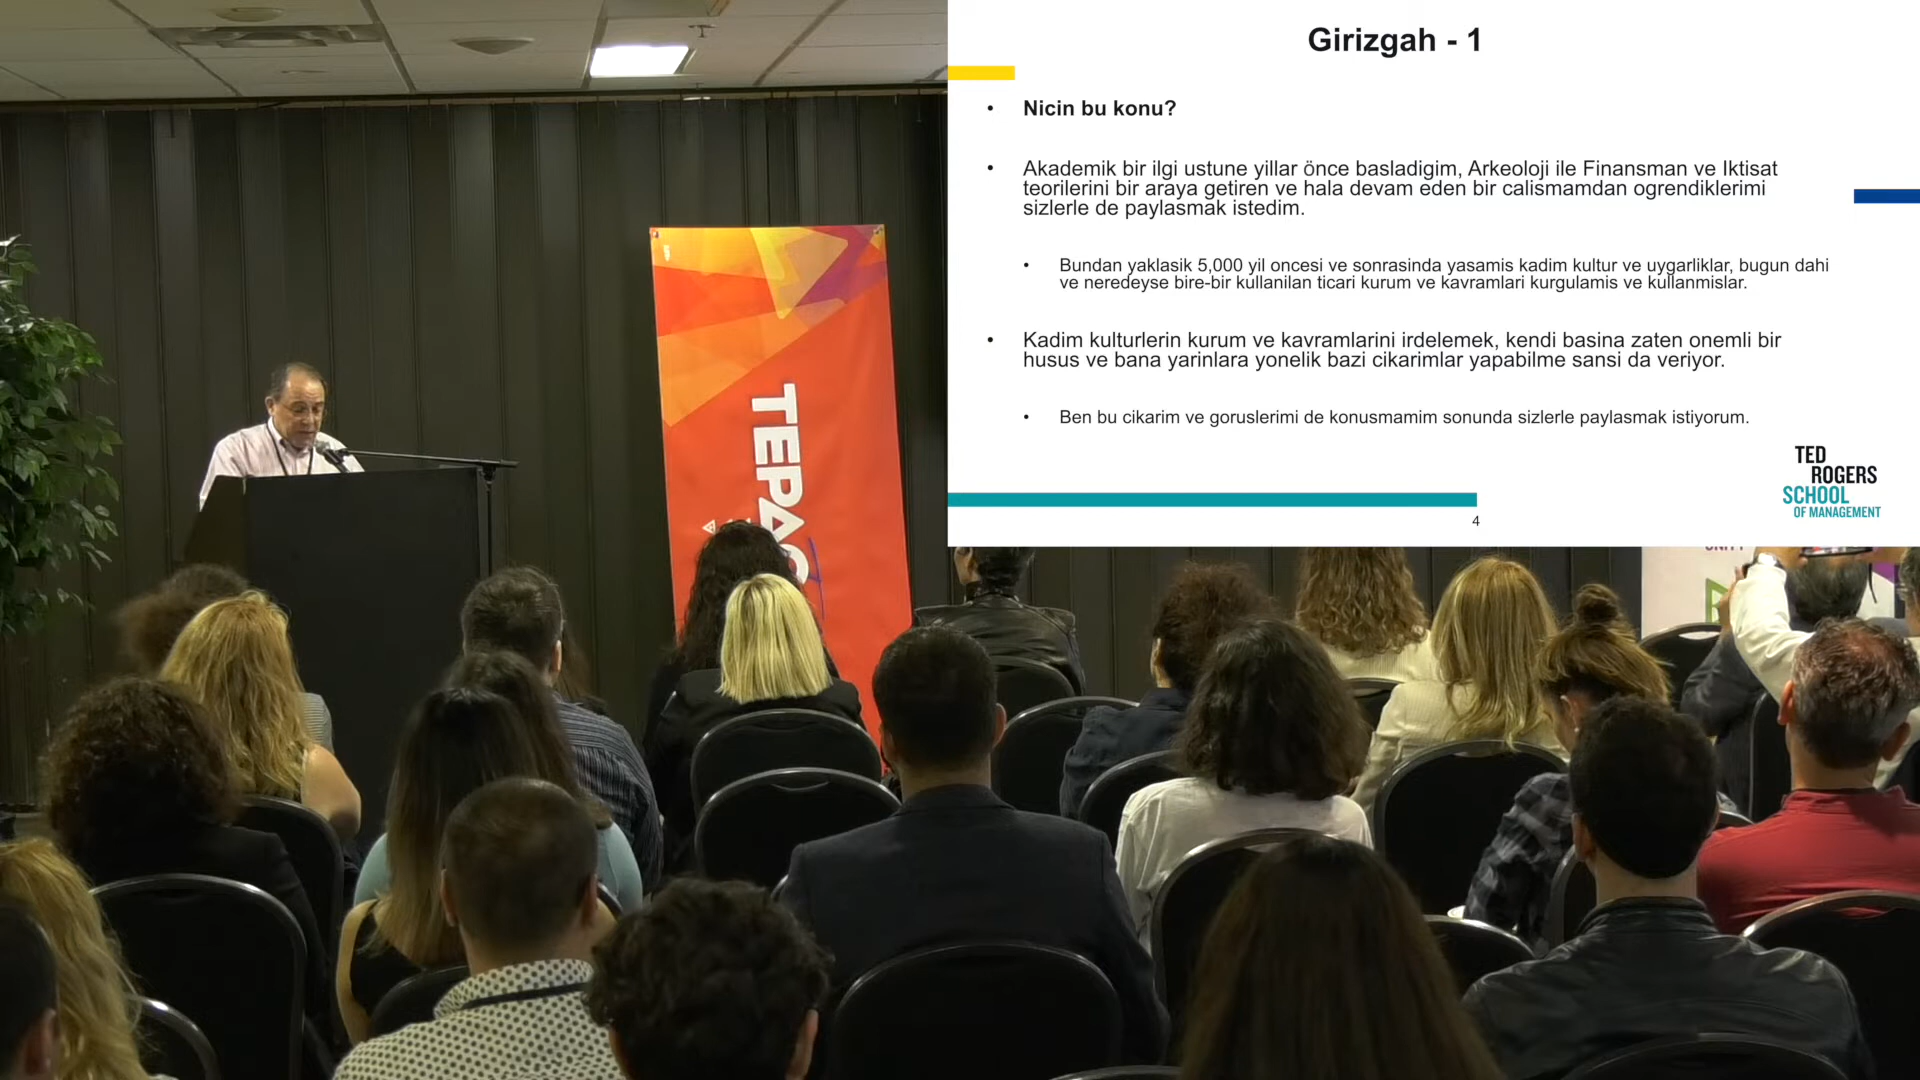 Girizgah - 1
• Nicin bu konu?
• Akademik bir ilgi ustune yillar önce basladigim, Arkeoloji ile Finansman ve Iktisat
teorilerini bir araya getiren ve hala devam eden bir calismamdan ogrendiklerimi
sizlerle de paylasmak istedim.
• Bundan yaklasik 5,000 yil oncesi ve sonrasinda yasamis kadim kultur ve uygarliklar, bugun dahi
ve neredeyse bire-bir kullanilan ticari kurum ve kavramlari kurgulamis ve kullanmislar.
• Kadim kulturlerin kurum ve kavramlarini irdelemek, kendi basina zaten onemli bir
husus ve bana yarinlara yonelik bazi cikarimlar yapabilme sansi da veriyor.
• Ben bu cikarim ve goruslerimi de konusmamim sonunda sizlerle paylasmak istiyorum.
TED
ROGERS
SCHOOL
OF MANAGEMENT
4
TEPA